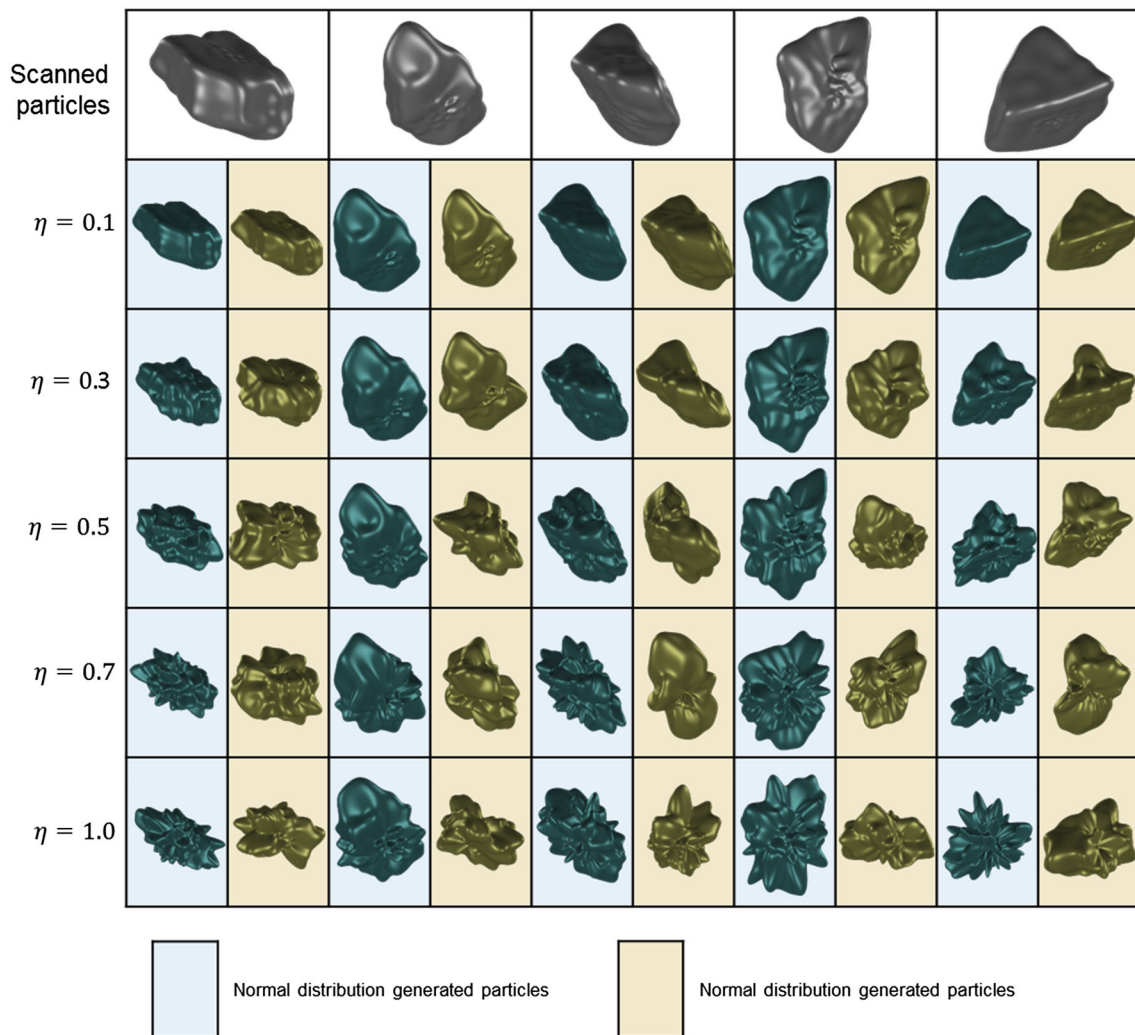 Scanned
particles
η = 0.1
η = 0.3
η = 0.5
η = 0.7
η = 1.0
Normal distribution generated particles
Normal distribution generated particles